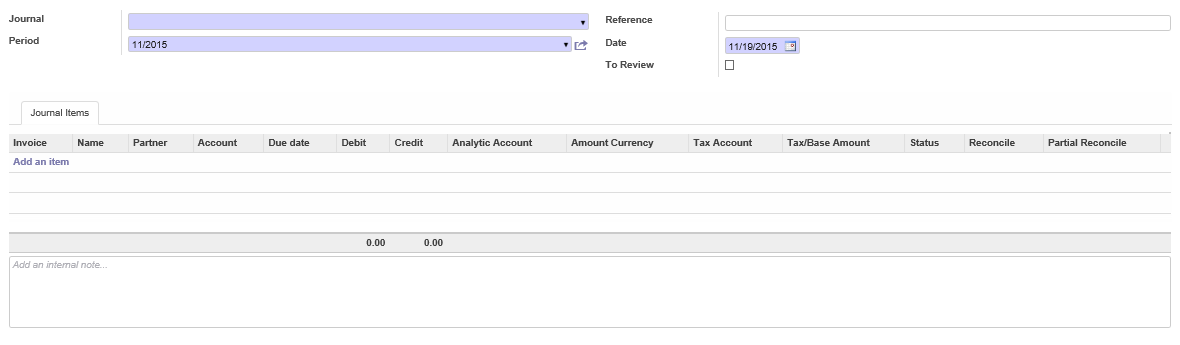 Journal
Reference
Period 11/2015
Date 11/19/2015
To Review
Journal Items
Invoice Name Partner Account Due date Debit Credit Analytic Account Amount Currency Tax Account Tax/Base Amount Status Reconcile Partial Reconcile
Add an item
0.00 0.00
Add an internal note...